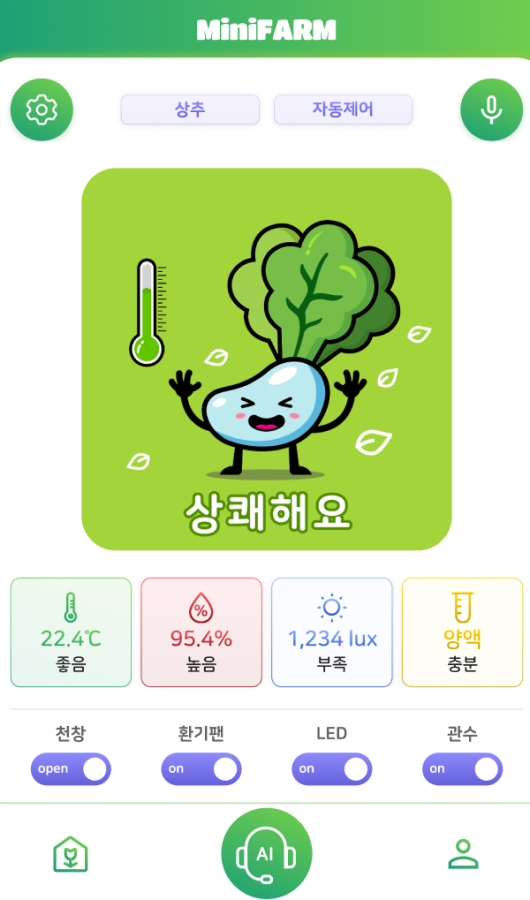 MiniFARM
상추
자동제어
상쾌해요
%
22.4℃
좋음
95.4%
높음
1,234 lux
부족
양액
충분
천창
환기팬
LED
관수
open
on
on
on
AI